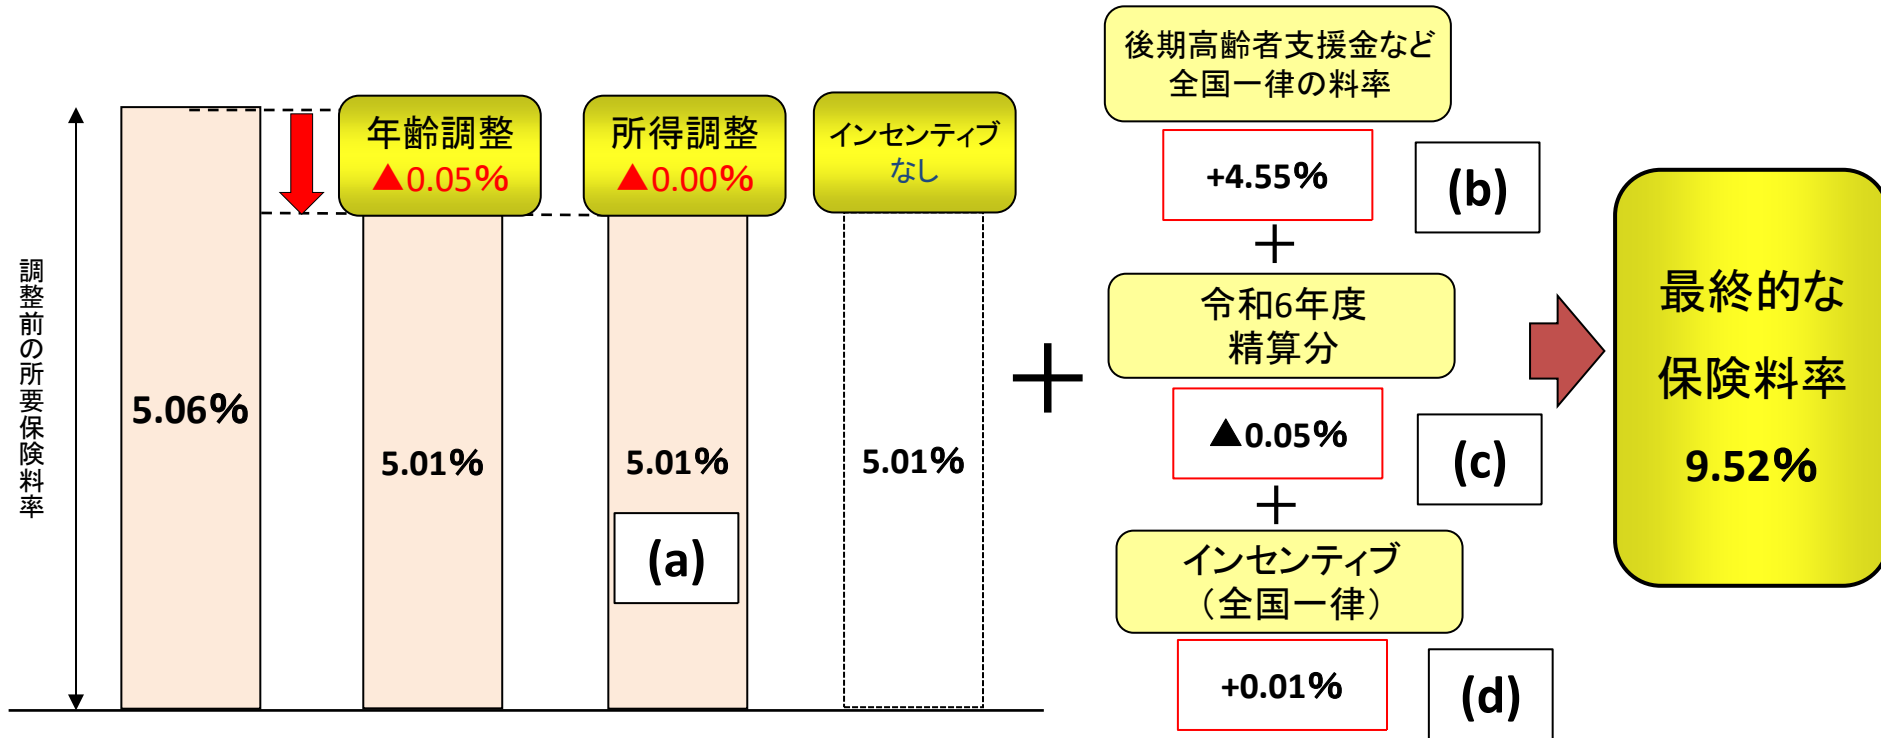 調整前の所要保険料率
5.06%
年齢調整
▲0.05%
5.01%
所得調整
▲0.00%
5.01%
(a)
インセンティブ
なし
5.01%
＋
後期高齢者支援金など
全国一律の料率
+4.55%
(b)
＋
令和6年度
精算分
▲0.05%
(c)
＋
インセンティブ
（全国一律）
+0.01%
(d)
最終的な
保険料率
9.52%